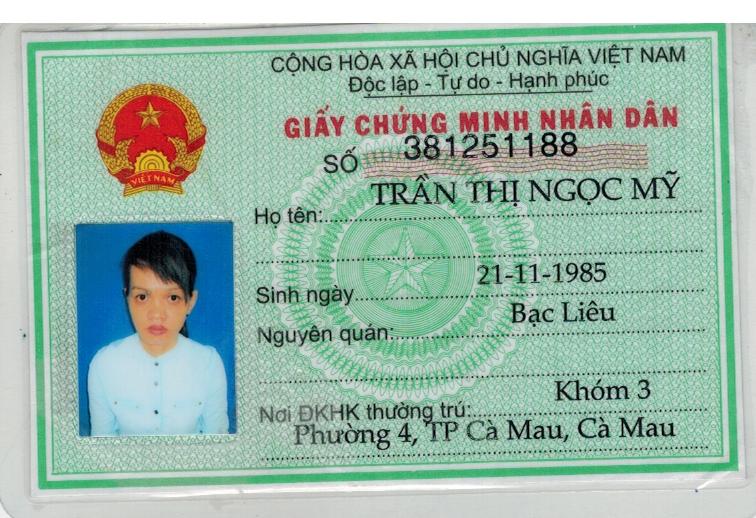 CỘNG HÒA XÃ HỘI CHỦ NGHĨA VIỆT NAM
Độc lập - Tự do - Hạnh phúc
GIẤY CHỨNG MINH NHÂN DÂN
SỐ 381251188
Họ tên: TRẦN THỊ NGỌC MỸ
Sinh ngày 21-11-1985
Nguyên quán: Bạc Liêu
Nơi ĐKHK thường trú: Khóm 3
Phường 4, TP Cà Mau, Cà Mau
VIỆT NAM